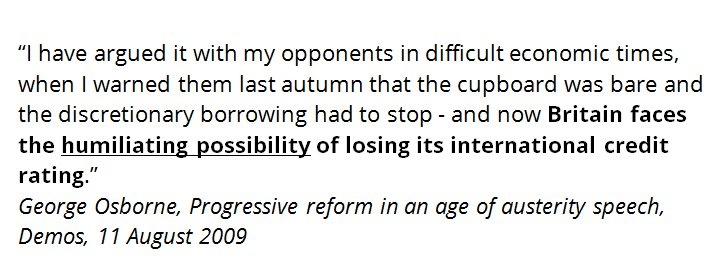 “I have argued it with my opponents in difficult economic times,
when I warned them last autumn that the cupboard was bare and
the discretionary borrowing had to stop - and now Britain faces
the humiliating possibility of losing its international credit
rating.”
George Osborne, Progressive reform in an age of austerity speech,
Demos, 11 August 2009